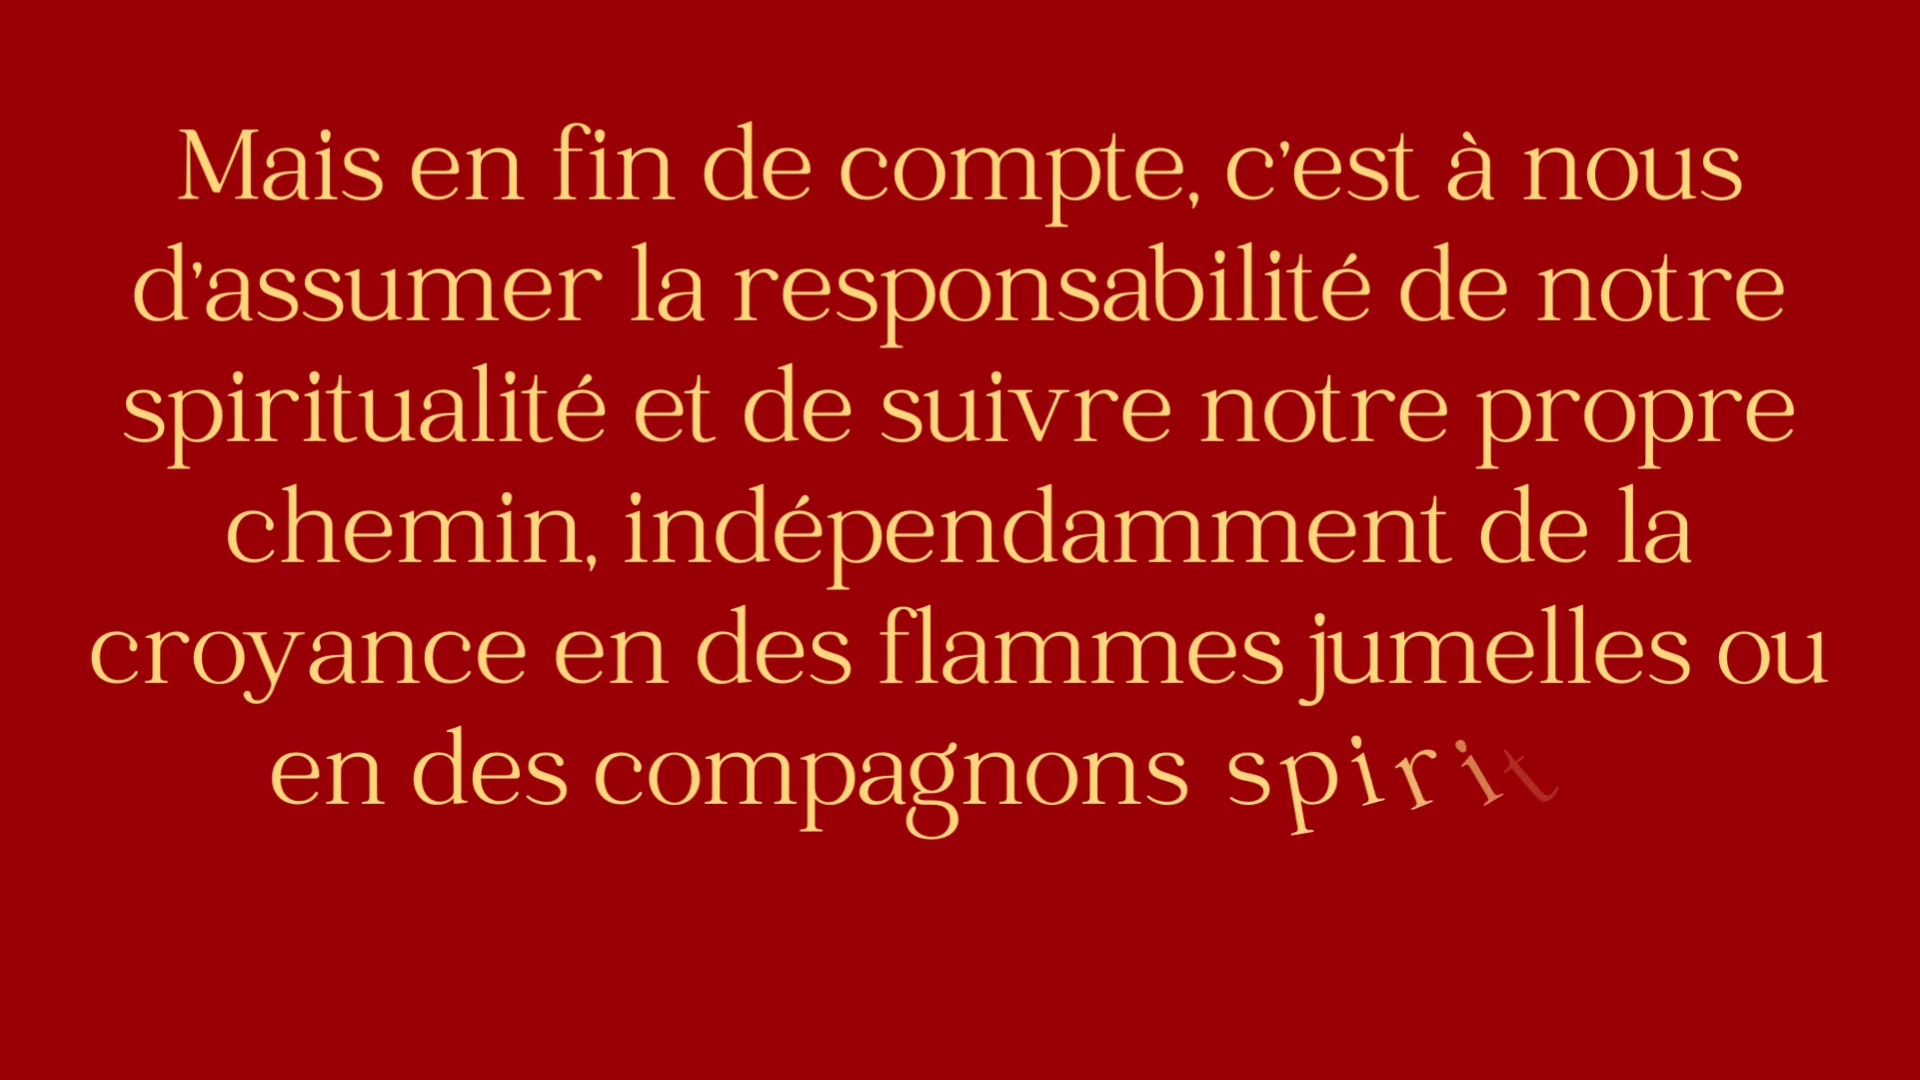 Mais en fin de compte, c’est à nous
d’assumer la responsabilité de notre
spiritualité et de suivre notre propre
chemin, indépendamment de la
croyance en des flammes jumelles ou
en des compagnons spirit